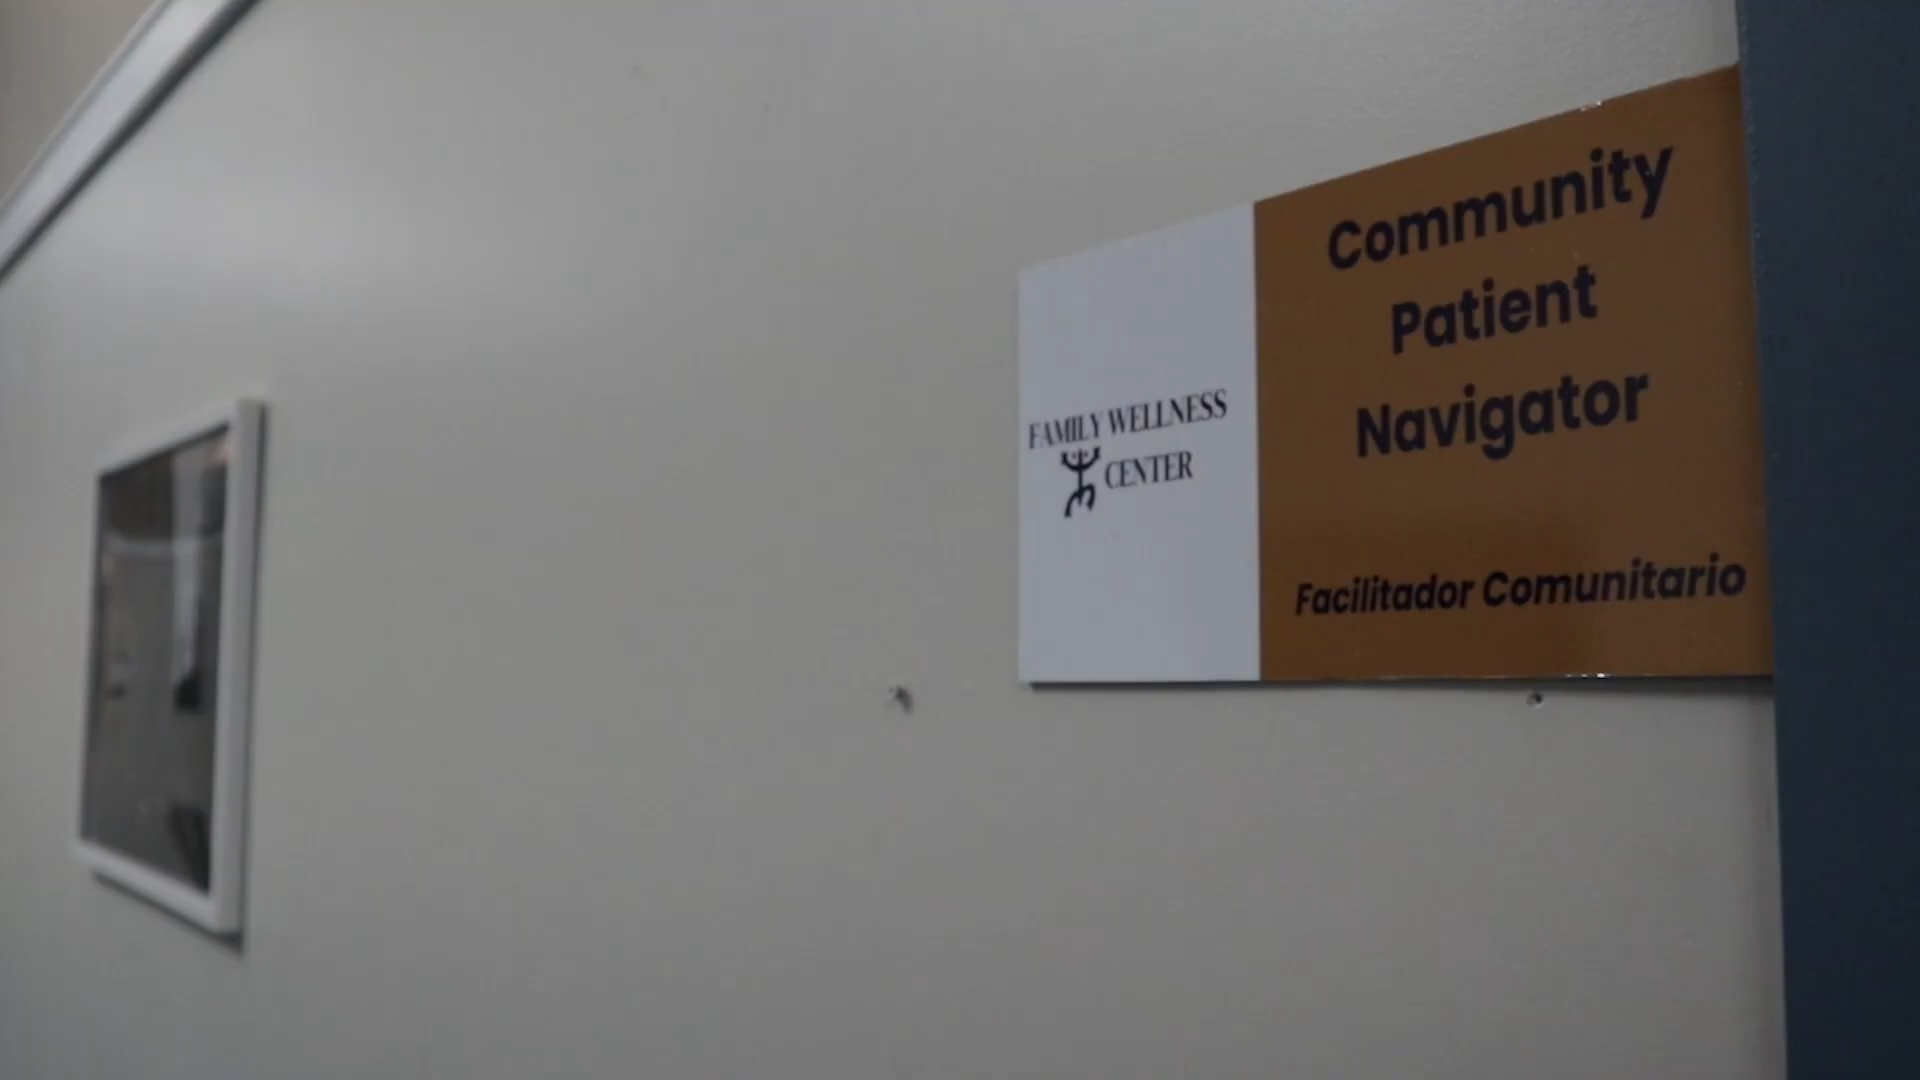 FAMILY WELLNESS
CENTER
Community
Patient
Navigator
Facilitador Comunitario